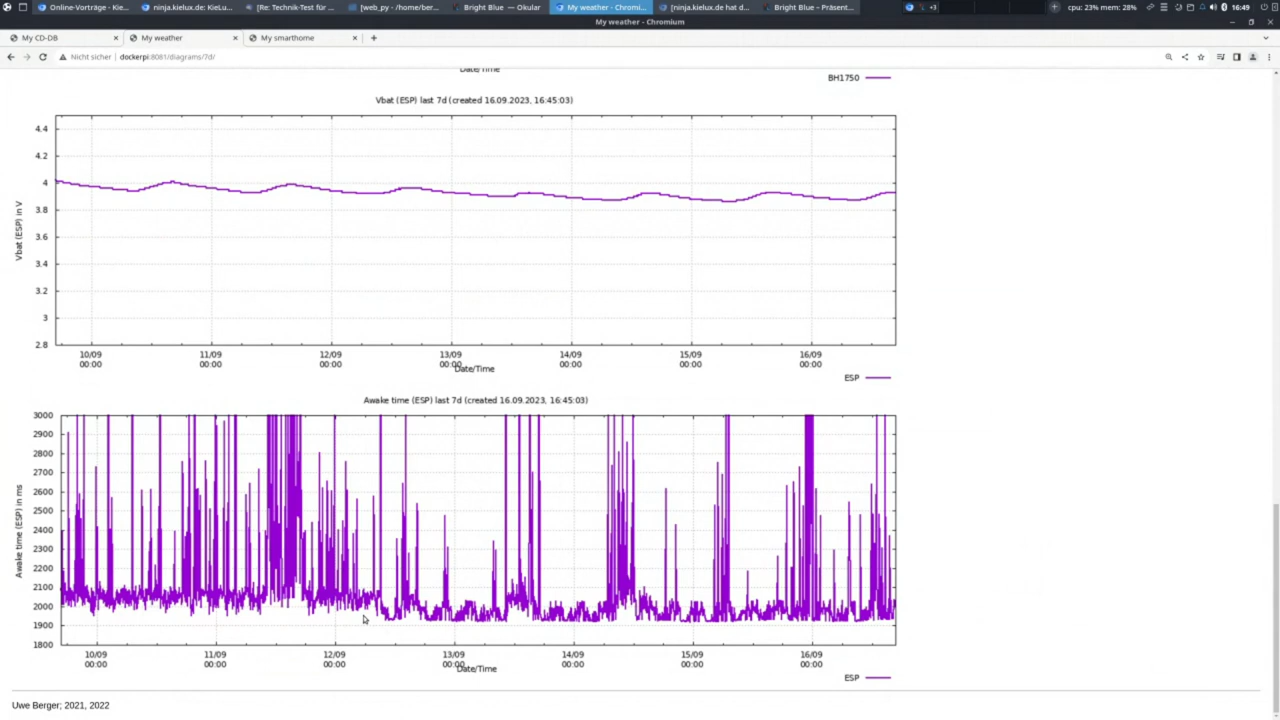 Online-Vorträge - Kie...
ninja.kielux.de: KieLu...
[Re: Technik-Test für ...
[web_py - /home/ber...
Bright Blue — Okular
My weather - Chromi...
[ninja.kielux.de hat d...
Bright Blue – Präsent...
+3
cpu: 23% mem: 28%
16:49
My weather - Chromium
My CD-DB
My weather
My smarthome
Nicht sicher
dockerpi:8081/diagrams/7d/
Date/Time
BH1750
Vbat (ESP) last 7d (created 16.09.2023, 16:45:03)
Vbat (ESP) in V
4.4
4.2
4
3.8
3.6
3.4
3.2
3
2.8
10/09 11/09 12/09 13/09 14/09 15/09 16/09
00:00 00:00 00:00 00:00 00:00 00:00 00:00
Date/Time
ESP
Awake time (ESP) last 7d (created 16.09.2023, 16:45:03)
Awake time (ESP) in ms
3000
2900
2800
2700
2600
2500
2400
2300
2200
2100
2000
1900
1800
10/09 11/09 12/09 13/09 14/09 15/09 16/09
00:00 00:00 00:00 00:00 00:00 00:00 00:00
Date/Time
ESP
Uwe Berger; 2021, 2022